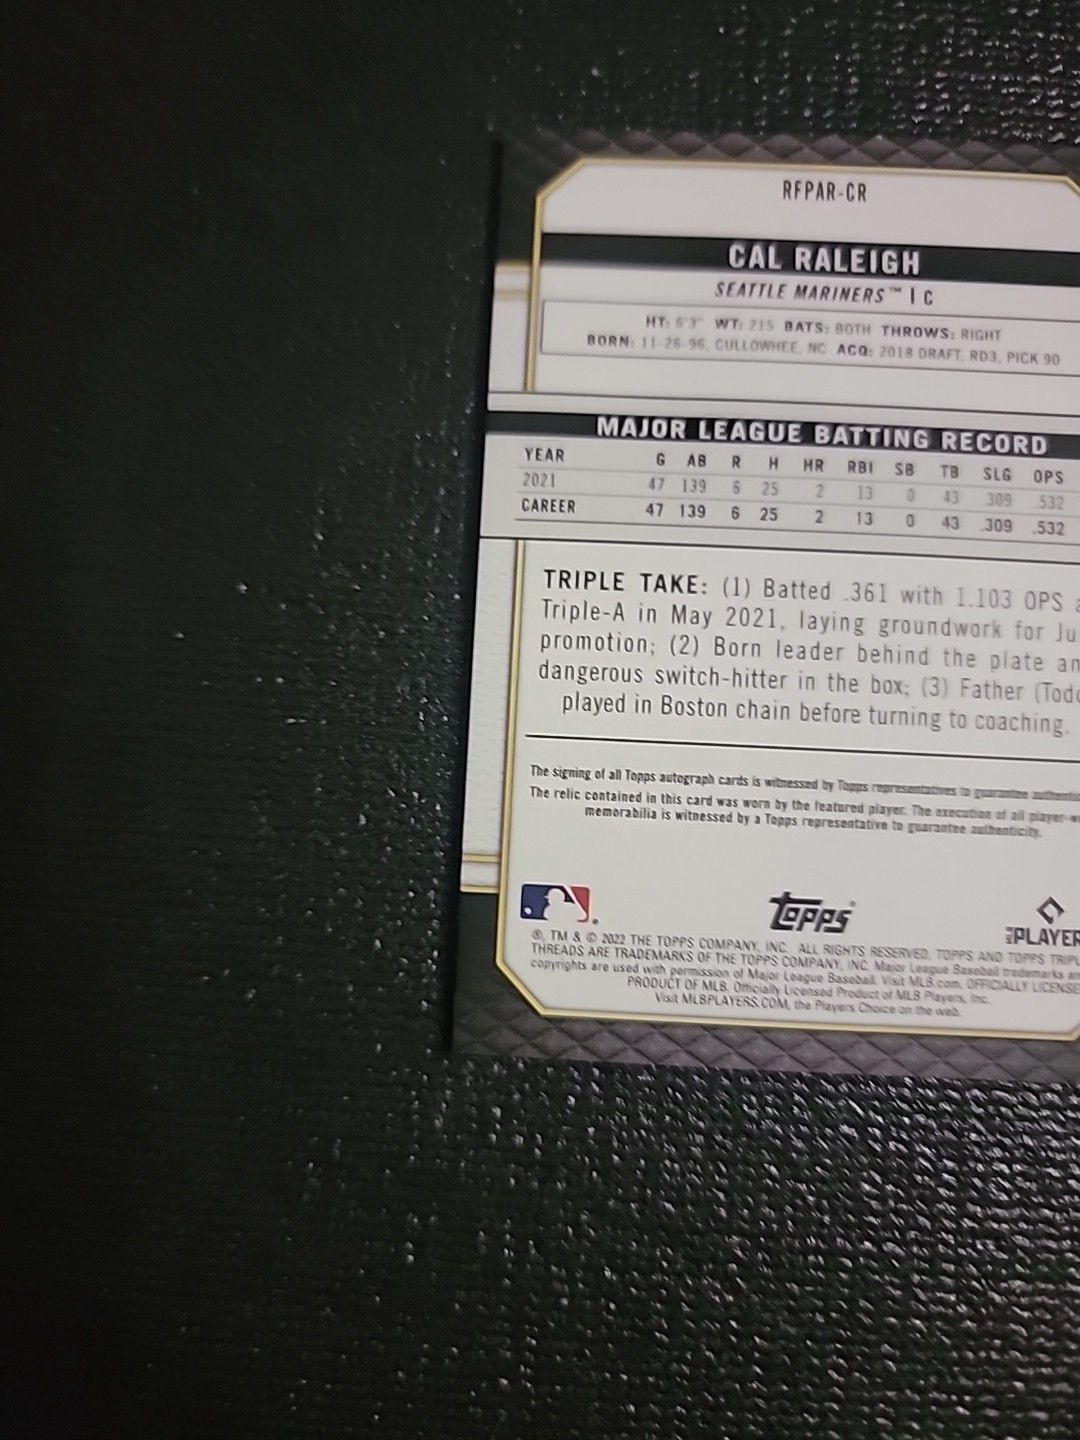 RFPAR-CR
CAL RALEIGH
SEATTLE MARINERS™ | C
HT: 6'3" WT: 215 BATS: BOTH THROWS: RIGHT
BORN: 11-26-96, CULLOWHEE, NC ACQ: 2018 DRAFT, RD3, PICK 90
MAJOR LEAGUE BATTING RECORD
YEAR G AB R H HR RBI SB TB SLG OPS
2021 47 139 6 25 2 13 0 43 .309 .532
CAREER 47 139 6 25 2 13 0 43 .309 .532
TRIPLE TAKE: (1) Batted .361 with 1.103 OPS
Triple-A in May 2021, laying groundwork for Ju
promotion; (2) Born leader behind the plate an
dangerous switch-hitter in the box; (3) Father (Todd
played in Boston chain before turning to coaching.
The signing of all Topps autograph cards is witnessed by Topps representatives to guarantee authentic
The relic contained in this card was worn by the featured player. The execution of all player-w
memorabilia is witnessed by a Topps representative to guarantee authenticity.
Topps
PLAYER
®, TM & © 2022 THE TOPPS COMPANY, INC. ALL RIGHTS RESERVED. TOPPS AND TOPPS TRIPL
THREADS ARE TRADEMARKS OF THE TOPPS COMPANY, INC. Major League Baseball trademarks an
copyrights are used with permission of Major League Baseball. Visit MLB.com. OFFICIALLY LICENSE
PRODUCT OF MLB. Officially Licensed Product of MLB Players, Inc.
Visit MLBPLAYERS.COM, the Players Choice on the web.